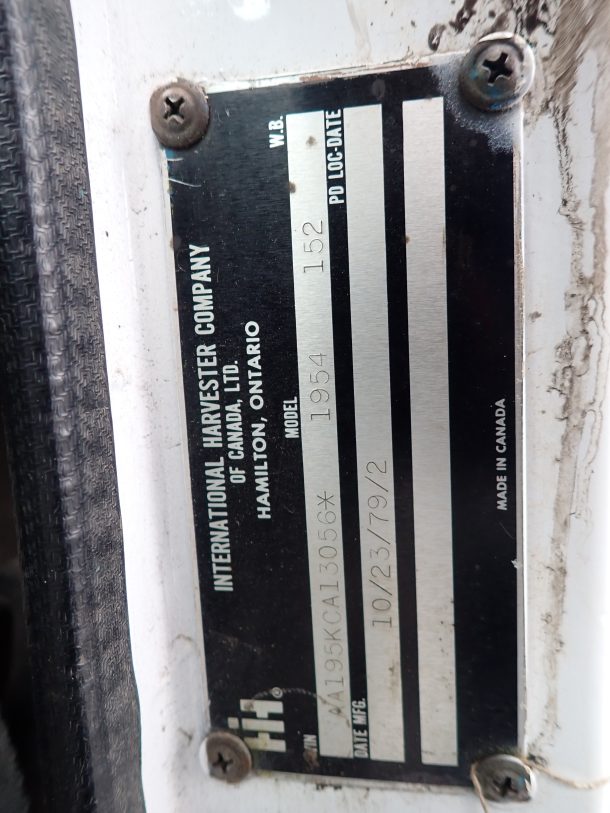 INTERNATIONAL HARVESTER COMPANY
OF CANADA, LTD.
HAMILTON, ONTARIO
IH®
VIN MODEL W.B.
AA195KCA13056* 1954 152
DATE MFG. PD LOC-DATE
10/23/79/2
MADE IN CANADA